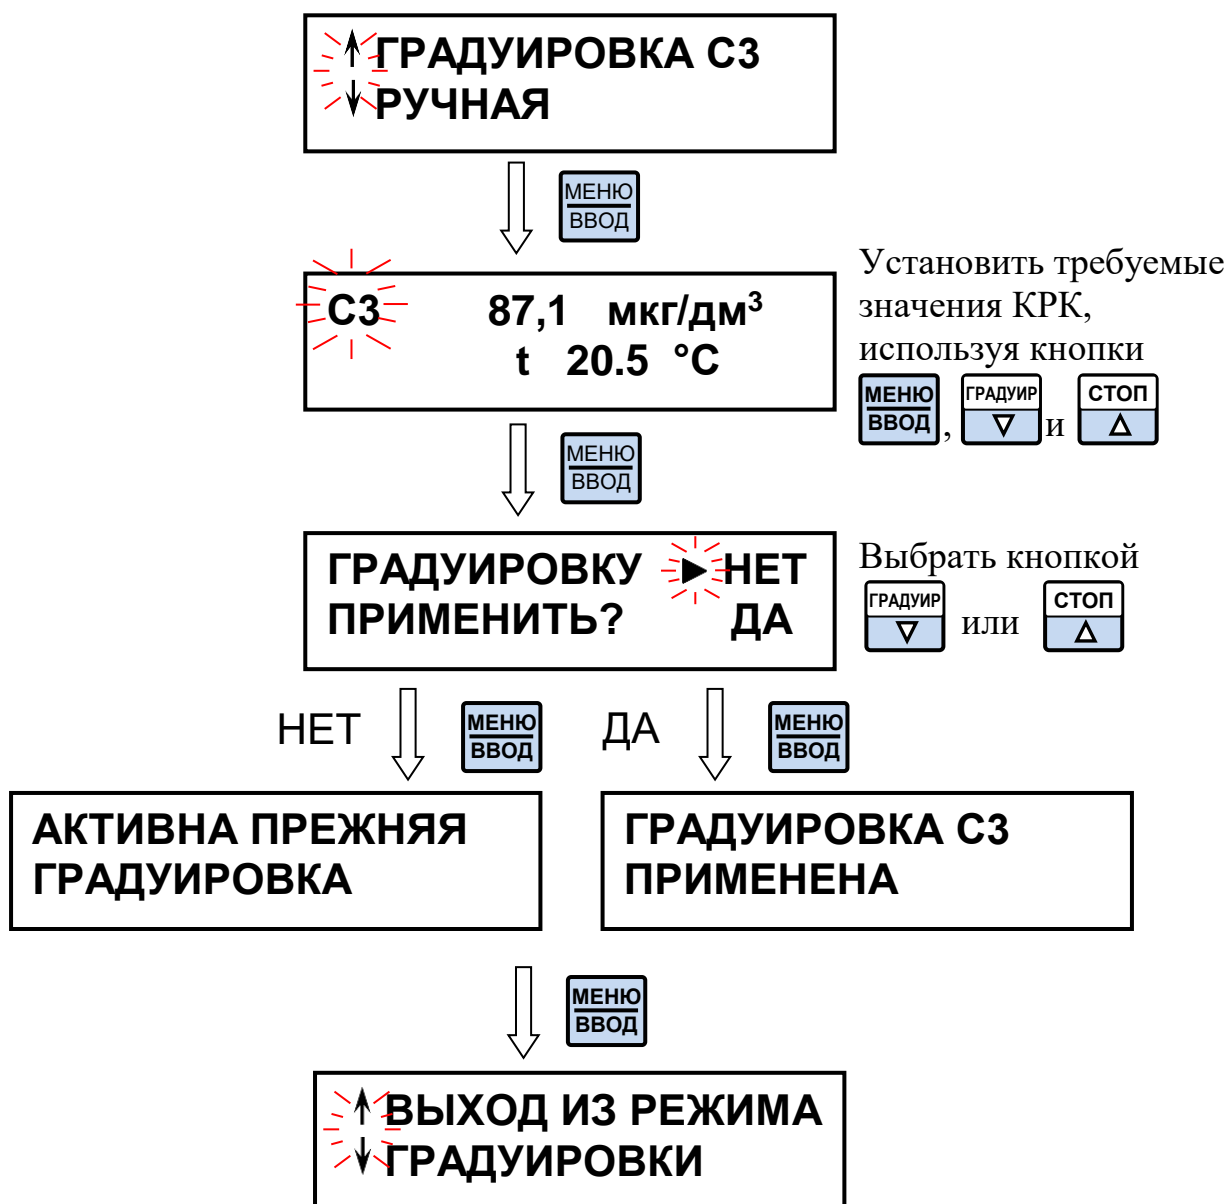 ГРАДУИРОВКА С3
РУЧНАЯ
МЕНЮ
ВВОД
С3 87,1 мкг/дм³
t 20.5 °С
Установить требуемые
значения КРК,
используя кнопки
МЕНЮ
ВВОД
,
ГРАДУИР
и
СТОП
МЕНЮ
ВВОД
ГРАДУИРОВКУ ▶ НЕТ
ПРИМЕНИТЬ? ДА
Выбрать кнопкой
ГРАДУИР
или
СТОП
НЕТ
МЕНЮ
ВВОД
ДА
МЕНЮ
ВВОД
АКТИВНА ПРЕЖНЯЯ
ГРАДУИРОВКА
ГРАДУИРОВКА С3
ПРИМЕНЕНА
МЕНЮ
ВВОД
ВЫХОД ИЗ РЕЖИМА
ГРАДУИРОВКИ